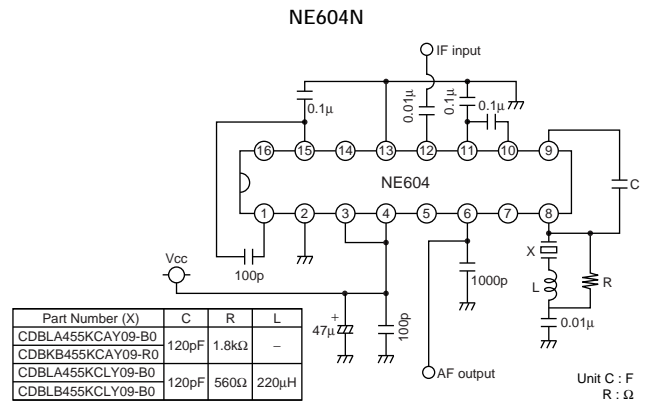 NE604N
IF input
0.1μ
0.01μ
0.1μ
0.1μ
16 15 14 13 12 11 10 9
NE604
C
1 2 3 4 5 6 7 8
X
L
R
100p
Vcc
1000p
0.01μ
+
47μ
100p
AF output
Part Number (X) C R L
CDBLA455KCAY09-B0
CDBKB455KCAY09-R0
120pF 1.8kΩ –
CDBLA455KCLY09-B0
CDBLB455KCLY09-B0
120pF 560Ω 220μH
Unit C : F
R : Ω